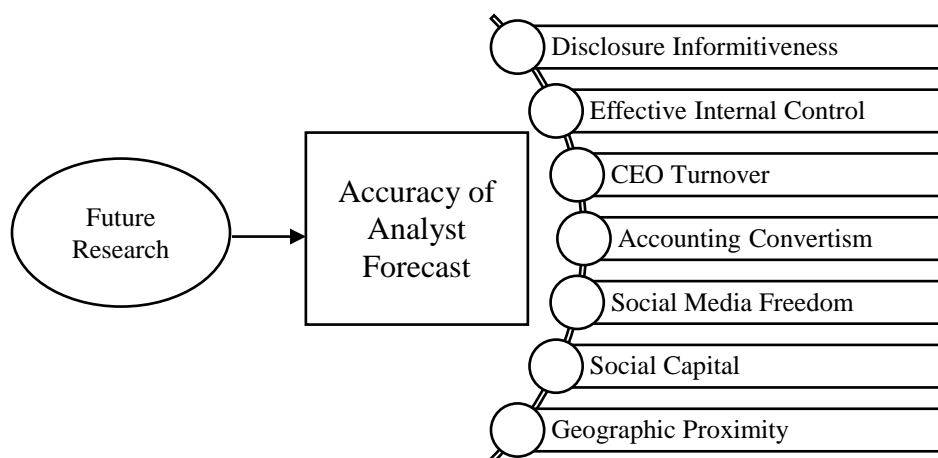 Future
Research
Accuracy of
Analyst
Forecast
Disclosure Informitiveness
Effective Internal Control
CEO Turnover
Accounting Convertism
Social Media Freedom
Social Capital
Geographic Proximity